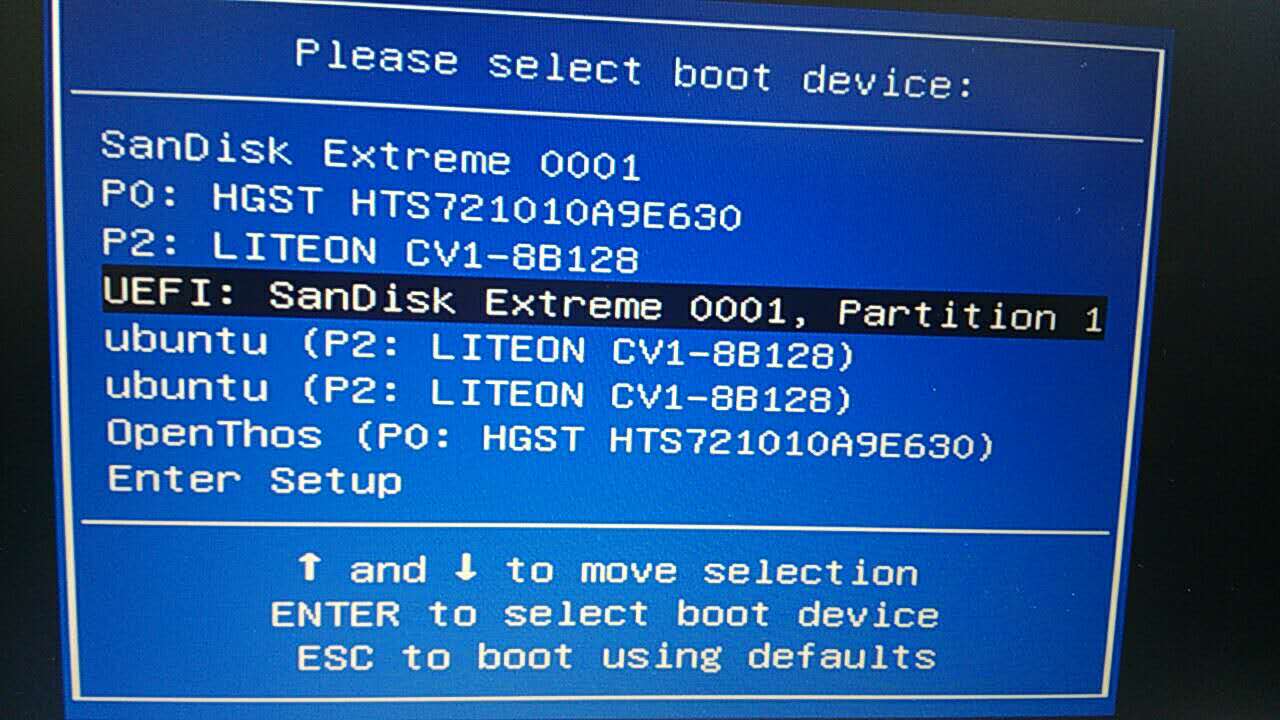 Please select boot device:
SanDisk Extreme 0001
P0: HGST HTS721010A9E630
P2: LITEON CV1-8B128
UEFI: SanDisk Extreme 0001, Partition 1
ubuntu (P2: LITEON CV1-8B128)
ubuntu (P2: LITEON CV1-8B128)
OpenThos (P0: HGST HTS721010A9E630)
Enter Setup
↑ and ↓ to move selection
ENTER to select boot device
ESC to boot using defaults